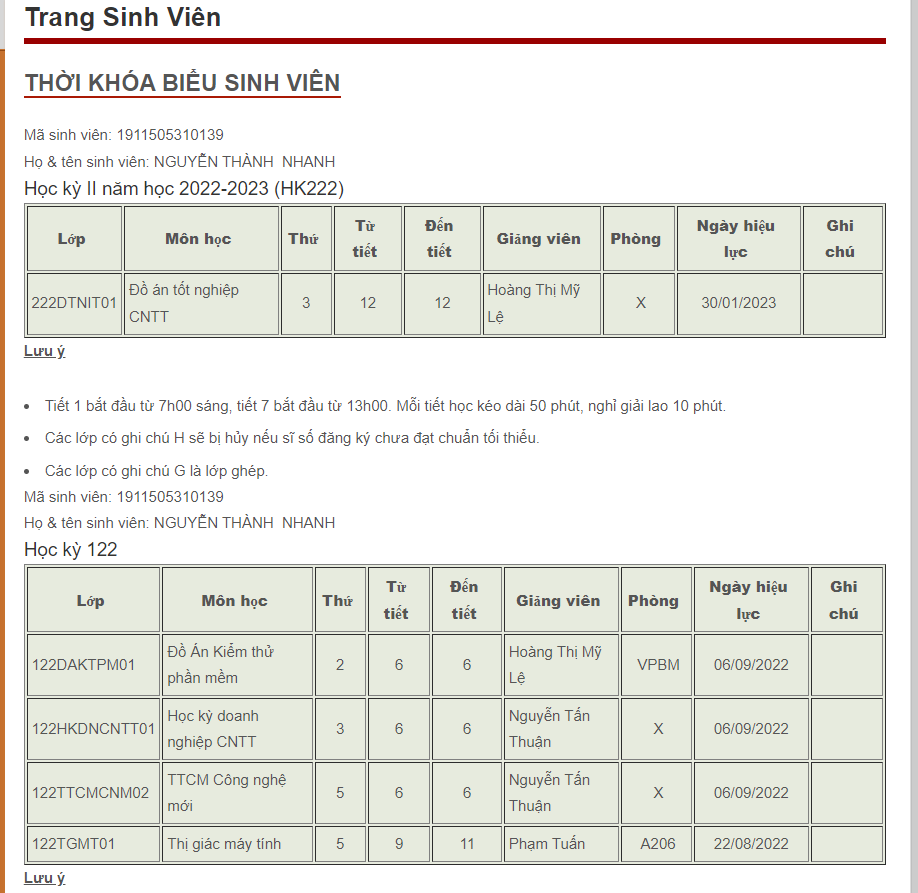 Trang Sinh Viên
THỜI KHÓA BIỂU SINH VIÊN
Mã sinh viên: 1911505310139
Họ & tên sinh viên: NGUYỄN THÀNH  NHANH
Học kỳ II năm học 2022-2023 (HK222)
Lớp Môn học Thứ Từ tiết Đến tiết Giảng viên Phòng Ngày hiệu lực Ghi chú
222DTNIT01 Đồ án tốt nghiệp CNTT 3 12 12 Hoàng Thị Mỹ Lệ X 30/01/2023
Lưu ý
• Tiết 1 bắt đầu từ 7h00 sáng, tiết 7 bắt đầu từ 13h00. Mỗi tiết học kéo dài 50 phút, nghỉ giải lao 10 phút.
• Các lớp có ghi chú H sẽ bị hủy nếu sĩ số đăng ký chưa đạt chuẩn tối thiểu.
• Các lớp có ghi chú G là lớp ghép.
Mã sinh viên: 1911505310139
Họ & tên sinh viên: NGUYỄN THÀNH  NHANH
Học kỳ 122
Lớp Môn học Thứ Từ tiết Đến tiết Giảng viên Phòng Ngày hiệu lực Ghi chú
122DAKTPM01 Đồ Án Kiểm thử phần mềm 2 6 6 Hoàng Thị Mỹ Lệ VPBM 06/09/2022
122HKDNCNTT01 Học kỳ doanh nghiệp CNTT 3 6 6 Nguyễn Tấn Thuận X 06/09/2022
122TTCMCNM02 TTCM Công nghệ mới 5 6 6 Nguyễn Tấn Thuận X 06/09/2022
122TGMT01 Thị giác máy tính 5 9 11 Phạm Tuấn A206 22/08/2022
Lưu ý